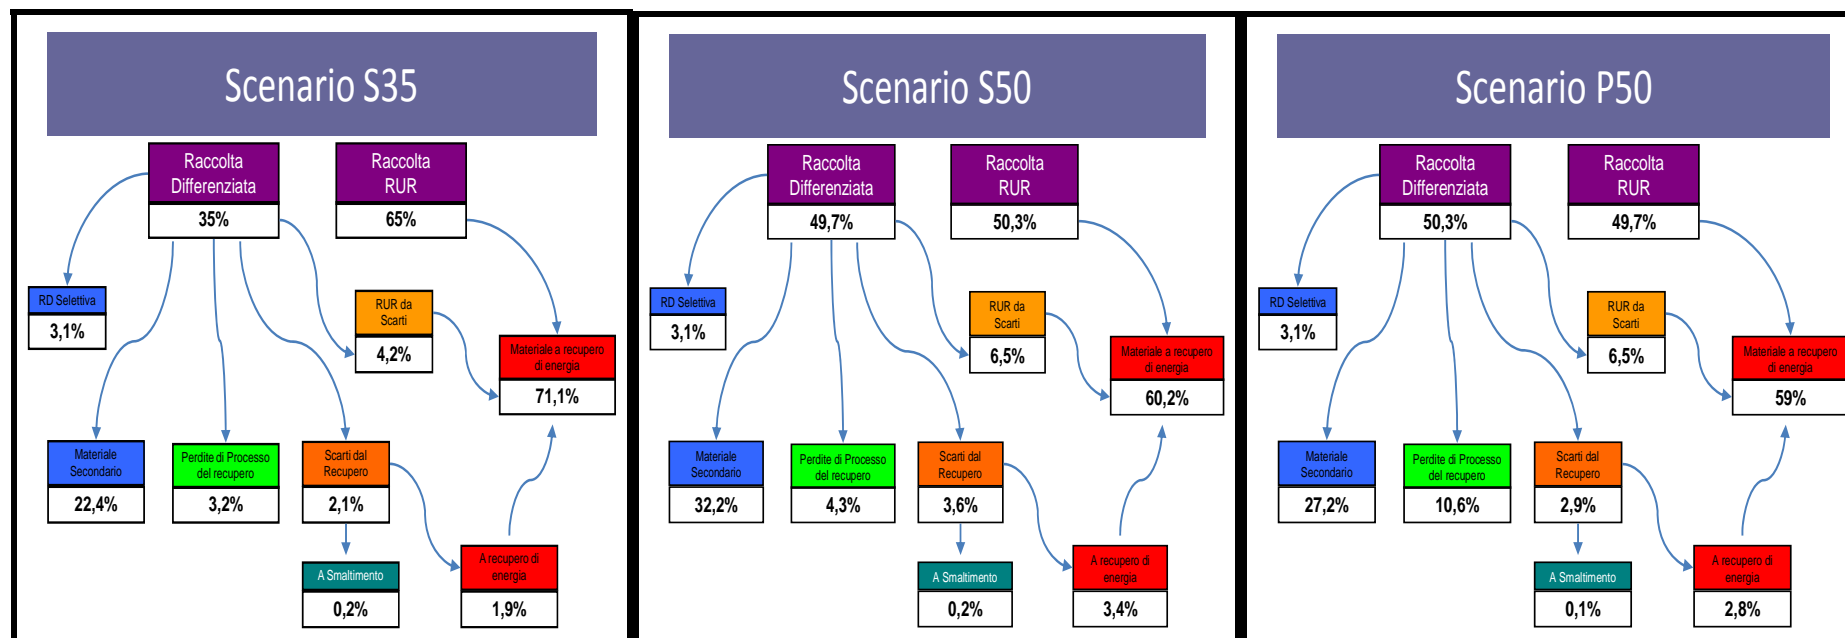 Scenario S35
Raccolta
Differenziata
35%
Raccolta
RUR
65%
RD Selettiva
3,1%
RUR da
Scarti
4,2%
Materiale a recupero
di energia
71,1%
Materiale
Secondario
22,4%
Perdite di Processo
del recupero
3,2%
Scarti dal
Recupero
2,1%
A Smaltimento
0,2%
A recupero di
energia
1,9%
Scenario S50
Raccolta
Differenziata
49,7%
Raccolta
RUR
50,3%
RD Selettiva
3,1%
RUR da
Scarti
6,5%
Materiale a recupero
di energia
60,2%
Materiale
Secondario
32,2%
Perdite di Processo
del recupero
4,3%
Scarti dal
Recupero
3,6%
A Smaltimento
0,2%
A recupero di
energia
3,4%
Scenario P50
Raccolta
Differenziata
50,3%
Raccolta
RUR
49,7%
RD Selettiva
3,1%
RUR da
Scarti
6,5%
Materiale a recupero
di energia
59%
Materiale
Secondario
27,2%
Perdite di Processo
del recupero
10,6%
Scarti dal
Recupero
2,9%
A Smaltimento
0,1%
A recupero di
energia
2,8%